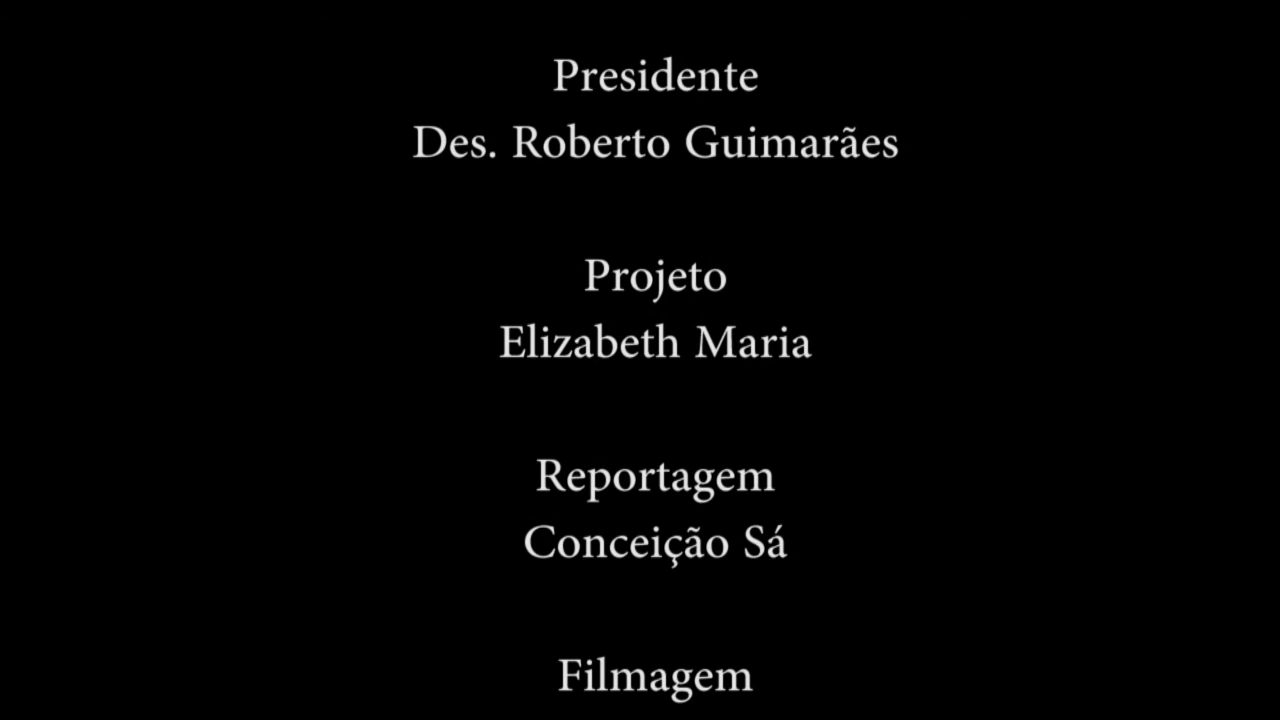 Presidente
Des. Roberto Guimarães
Projeto
Elizabeth Maria
Reportagem
Conceição Sá
Filmagem